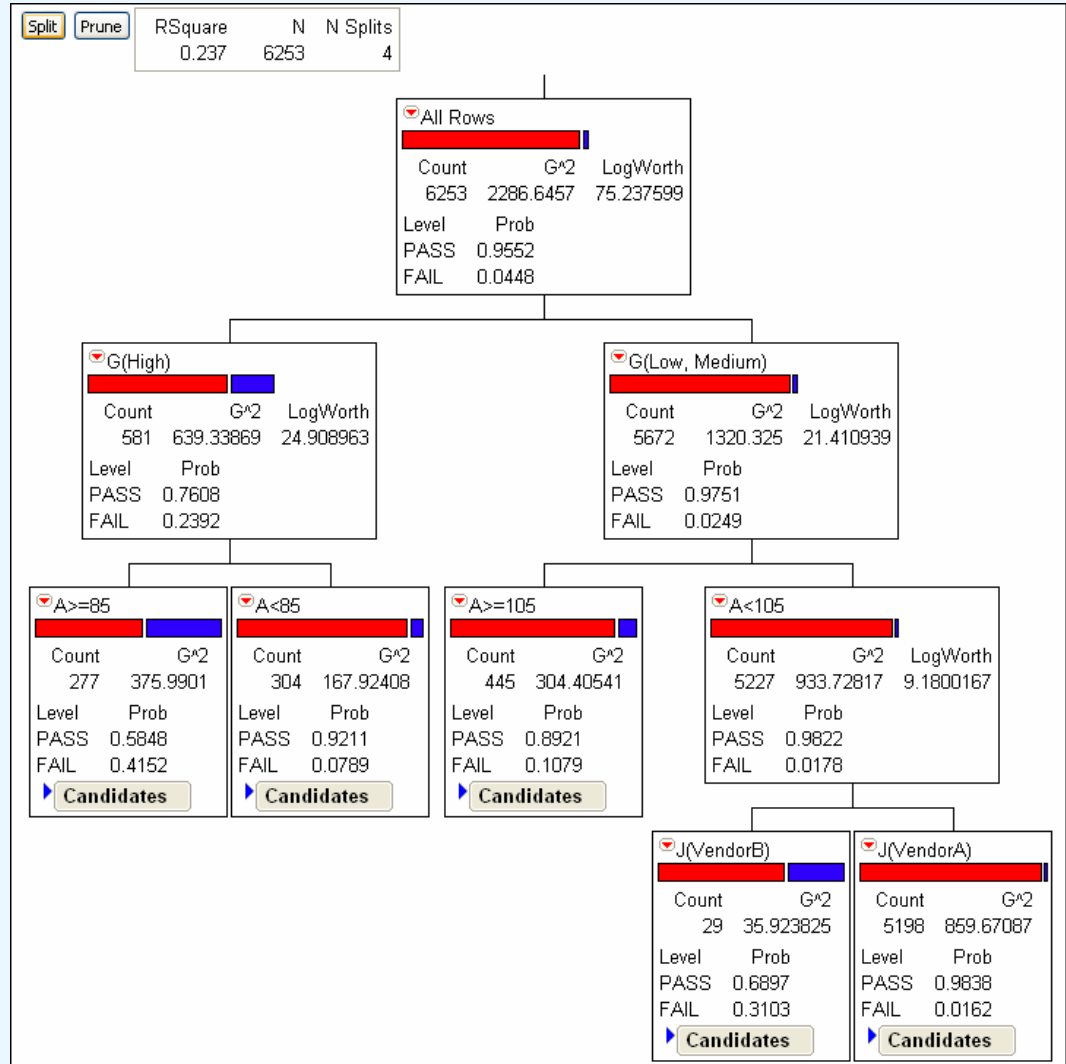 Split Prune RSquare N N Splits
0.237 6253 4
All Rows
Count G^2 LogWorth
6253 2286.6457 75.237599
Level Prob
PASS 0.9552
FAIL 0.0448
G(High)
Count G^2 LogWorth
581 639.33869 24.908963
Level Prob
PASS 0.7608
FAIL 0.2392
G(Low, Medium)
Count G^2 LogWorth
5672 1320.325 21.410939
Level Prob
PASS 0.9751
FAIL 0.0249
A>=85
Count G^2
277 375.9901
Level Prob
PASS 0.5848
FAIL 0.4152
Candidates
A<85
Count G^2
304 167.92408
Level Prob
PASS 0.9211
FAIL 0.0789
Candidates
A>=105
Count G^2
445 304.40541
Level Prob
PASS 0.8921
FAIL 0.1079
Candidates
A<105
Count G^2 LogWorth
5227 933.72817 9.1800167
Level Prob
PASS 0.9822
FAIL 0.0178
J(VendorB)
Count G^2
29 35.923825
Level Prob
PASS 0.6897
FAIL 0.3103
Candidates
J(VendorA)
Count G^2
5198 859.67087
Level Prob
PASS 0.9838
FAIL 0.0162
Candidates